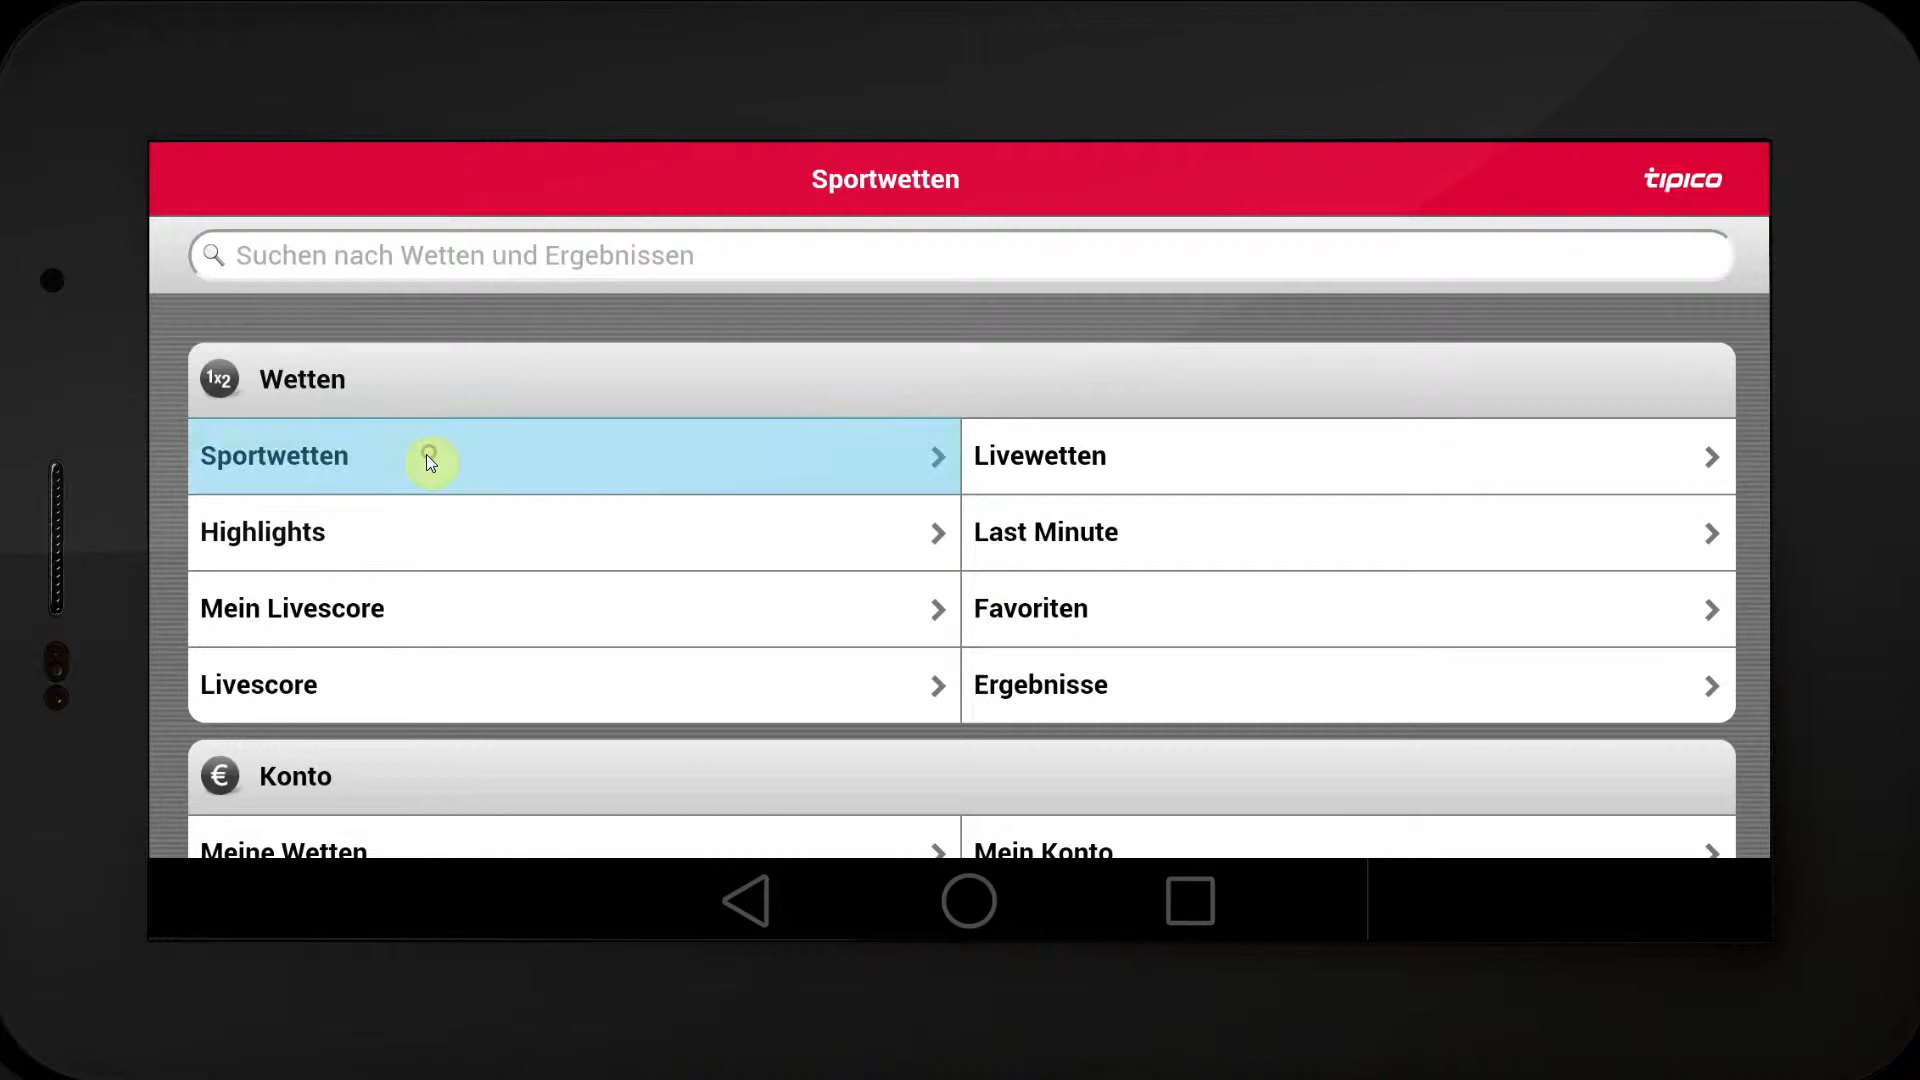 Sportwetten
tipico
Suchen nach Wetten und Ergebnissen
1x2 Wetten
Sportwetten
Livewetten
Highlights
Last Minute
Mein Livescore
Favoriten
Livescore
Ergebnisse
€ Konto
Meine Wetten
Mein Konto